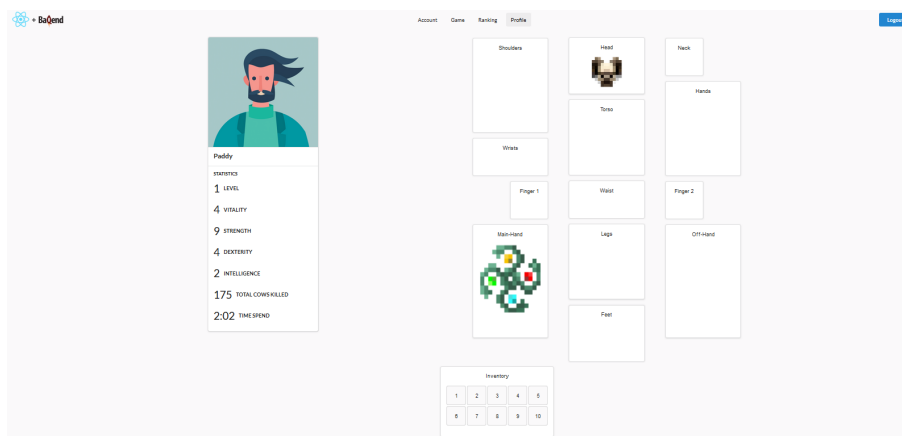 + BaQend
Account Game Ranking Profile
Paddy
STATISTICS
1 LEVEL
4 VITALITY
9 STRENGTH
4 DEXTERITY
2 INTELLIGENCE
175 TOTAL COWS KILLED
2:02 TIME SPEND
Shoulders
Head
Neck
Hands
Torso
Wrists
Finger 1
Waist
Finger 2
Main-Hand
Legs
Off-Hand
Feet
Inventory
1 2 3 4 5
6 7 8 9 10